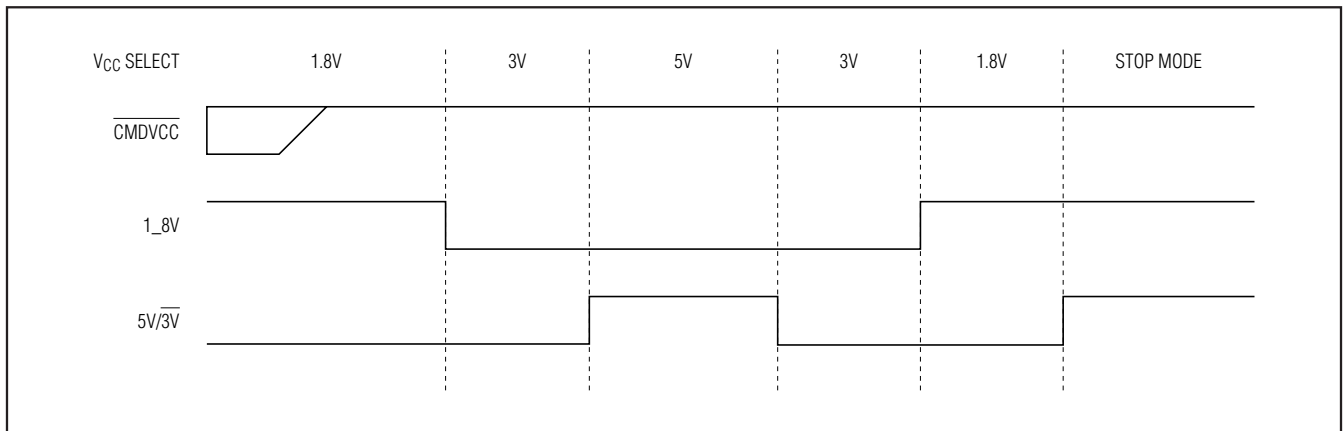 VCC SELECT 1.8V 3V 5V 3V 1.8V STOP MODE
CMDVCC
1_8V
5V/3V